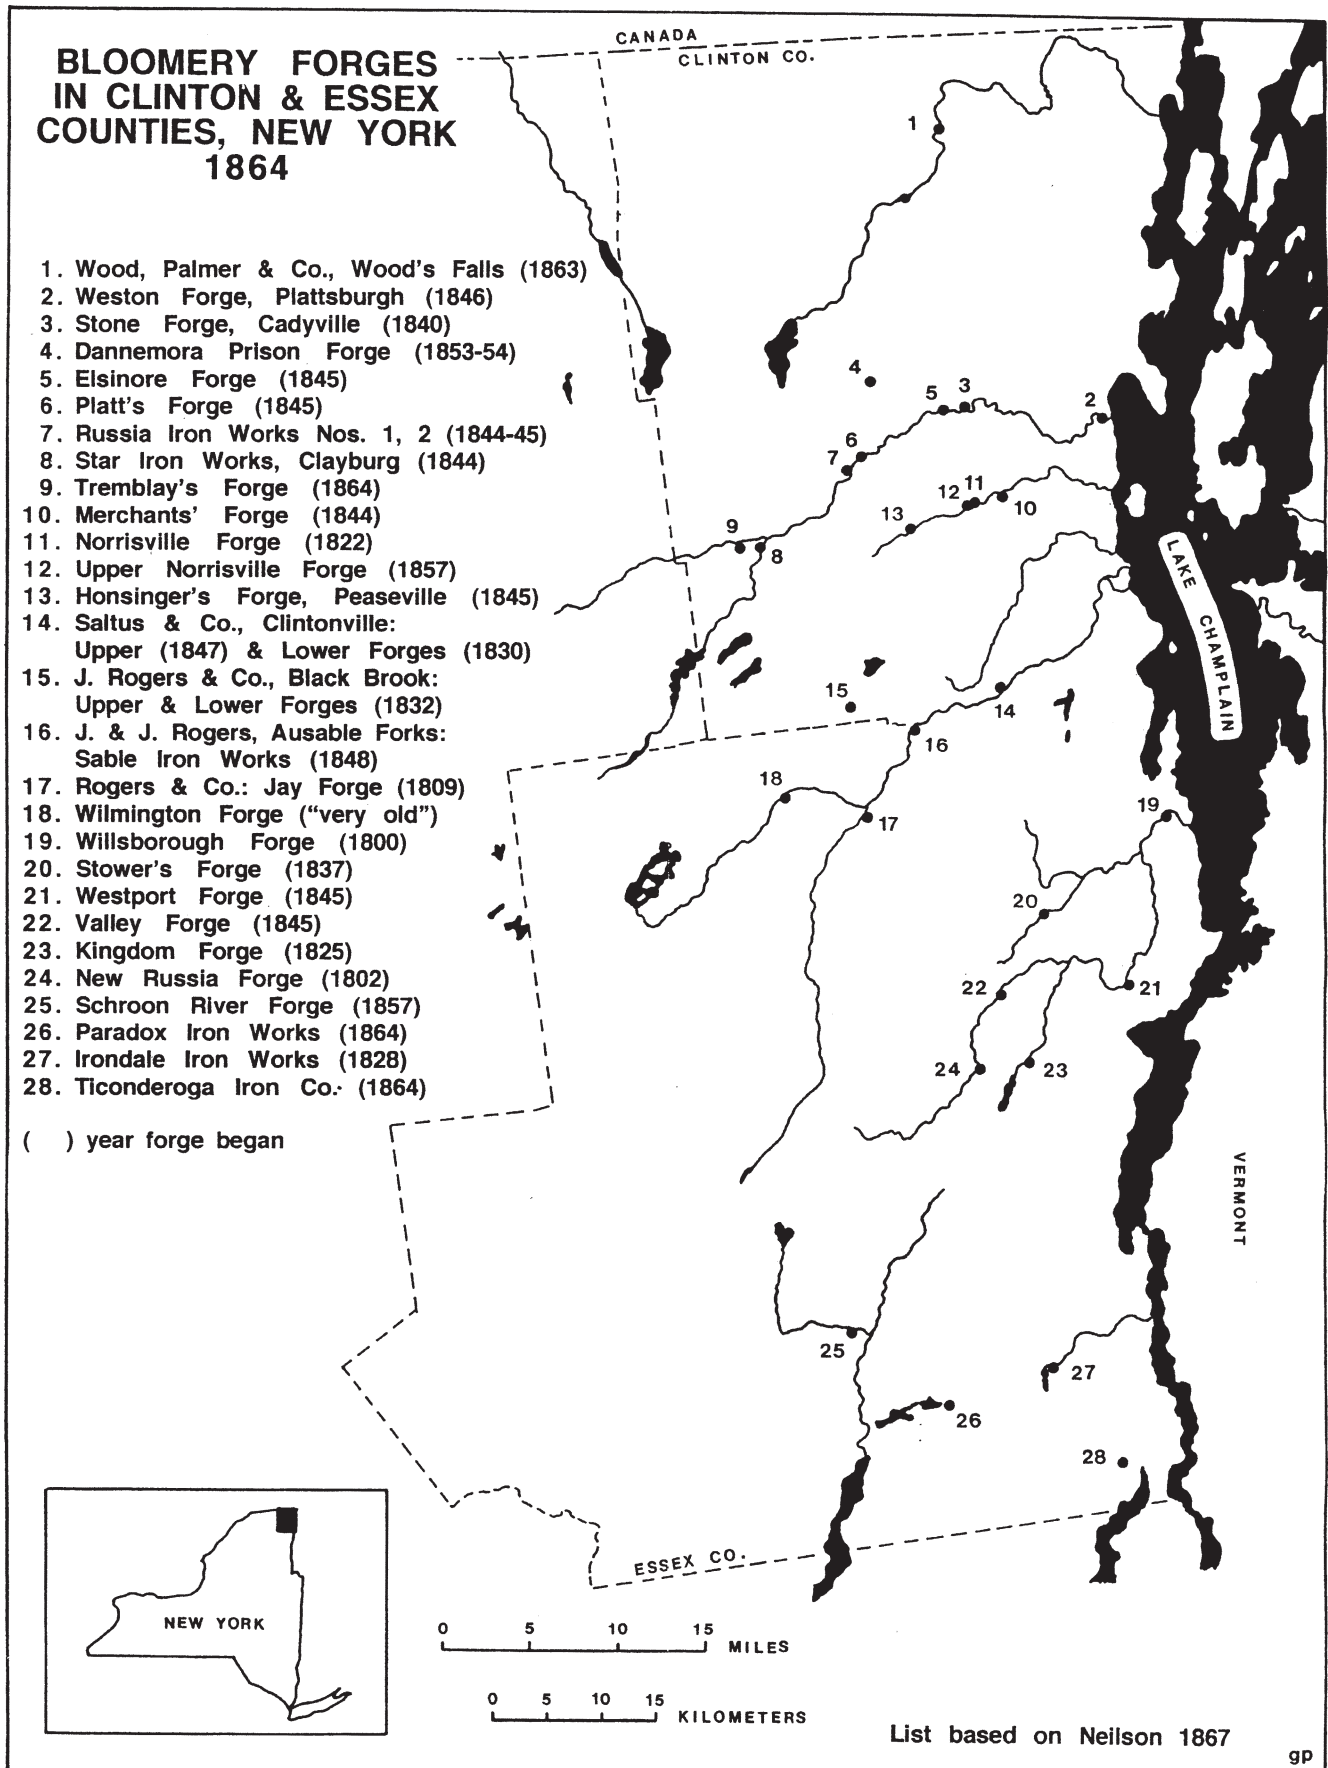 BLOOMERY FORGES
IN CLINTON & ESSEX
COUNTIES, NEW YORK
1864
CANADA
CLINTON CO.
1. Wood, Palmer & Co., Wood's Falls (1863)
2. Weston Forge, Plattsburgh (1846)
3. Stone Forge, Cadyville (1840)
4. Dannemora Prison Forge (1853-54)
5. Elsinore Forge (1845)
6. Platt's Forge (1845)
7. Russia Iron Works Nos. 1, 2 (1844-45)
8. Star Iron Works, Clayburg (1844)
9. Tremblay's Forge (1864)
10. Merchants' Forge (1844)
11. Norrisville Forge (1822)
12. Upper Norrisville Forge (1857)
13. Honsinger's Forge, Peaseville (1845)
14. Saltus & Co., Clintonville:
Upper (1847) & Lower Forges (1830)
15. J. Rogers & Co., Black Brook:
Upper & Lower Forges (1832)
16. J. & J. Rogers, Ausable Forks:
Sable Iron Works (1848)
17. Rogers & Co.: Jay Forge (1809)
18. Wilmington Forge ("very old")
19. Willsborough Forge (1800)
20. Stower's Forge (1837)
21. Westport Forge (1845)
22. Valley Forge (1845)
23. Kingdom Forge (1825)
24. New Russia Forge (1802)
25. Schroon River Forge (1857)
26. Paradox Iron Works (1864)
27. Irondale Iron Works (1828)
28. Ticonderoga Iron Co. (1864)
( ) year forge began
1
4
5
3
2
6
7
12
11
10
13
9
8
LAKE CHAMPLAIN
15
14
16
18
17
19
20
22
21
24
23
VERMONT
25
27
26
28
ESSEX CO.
NEW YORK
0 5 10 15
MILES
0 5 10 15
KILOMETERS
List based on Neilson 1867
gp